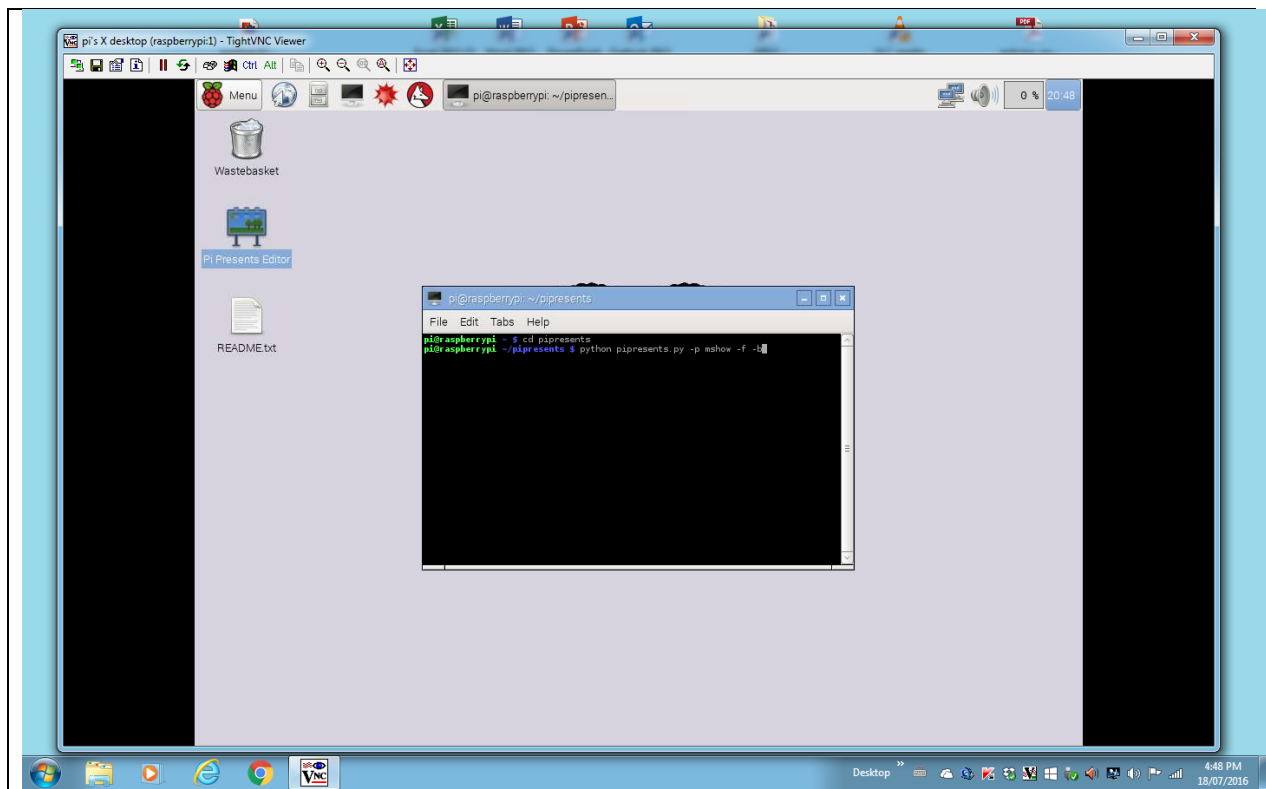 pi's X desktop (raspberrypi:1) - TightVNC Viewer
Ctrl Alt
Menu pi@raspberrypi: ~/pipresen... 0 % 20:48
Wastebasket
Pi Presents Editor
README.txt
pi@raspberrypi: ~/pipresents
File Edit Tabs Help
pi@raspberrypi ~ $ cd pipresents
pi@raspberrypi ~/pipresents $ python pipresents.py -p mshow -f -b
VNC
Desktop »
4:48 PM
18/07/2016